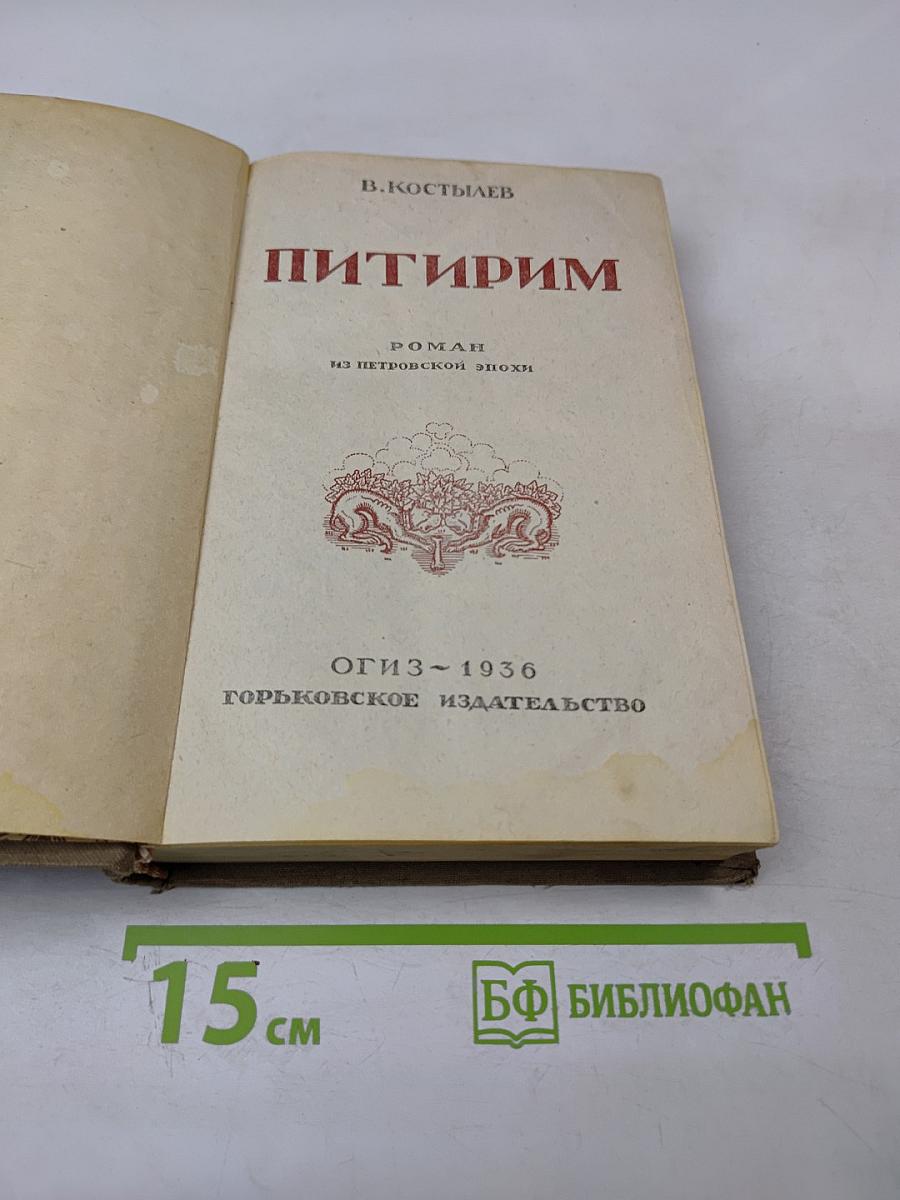 В. КОСТЫЛЕВ
ПИТИРИМ
РОМАН
ИЗ ПЕТРОВСКОЙ ЭПОХИ
ОГИЗ ~ 1936
ГОРЬКОВСКОЕ ИЗДАТЕЛЬСТВО
15 см
БФ БИБЛИОФАН